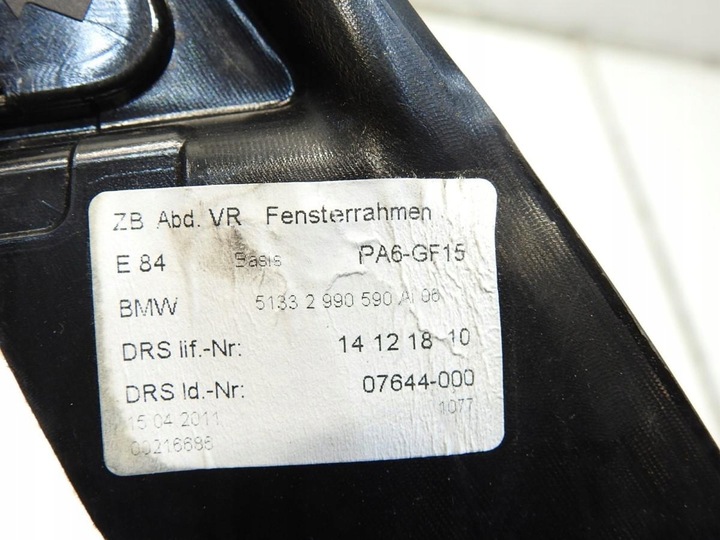 ZB Abd. VR Fensterrahmen
E 84 Basis PA6-GF15
BMW 5133 2 990 590 AI 06
DRS lif.-Nr: 14 12 18 10
DRS Id.-Nr: 07644-000
15 04 2011 1077
00216686